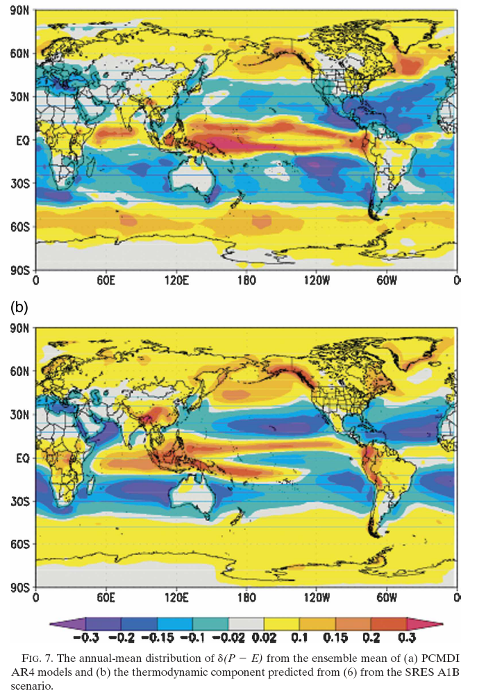 90N
60N
30N
EQ
30S
60S
90S
0 60E 120E 180 120W 60W 0
(b)
90N
60N
30N
EQ
30S
60S
90S
0 60E 120E 180 120W 60W 0
-0.3 -0.2 -0.15 -0.1 -0.02 0.02 0.1 0.15 0.2 0.3
FIG. 7. The annual-mean distribution of δ(P − E) from the ensemble mean of (a) PCMDI
AR4 models and (b) the thermodynamic component predicted from (6) from the SRES A1B
scenario.